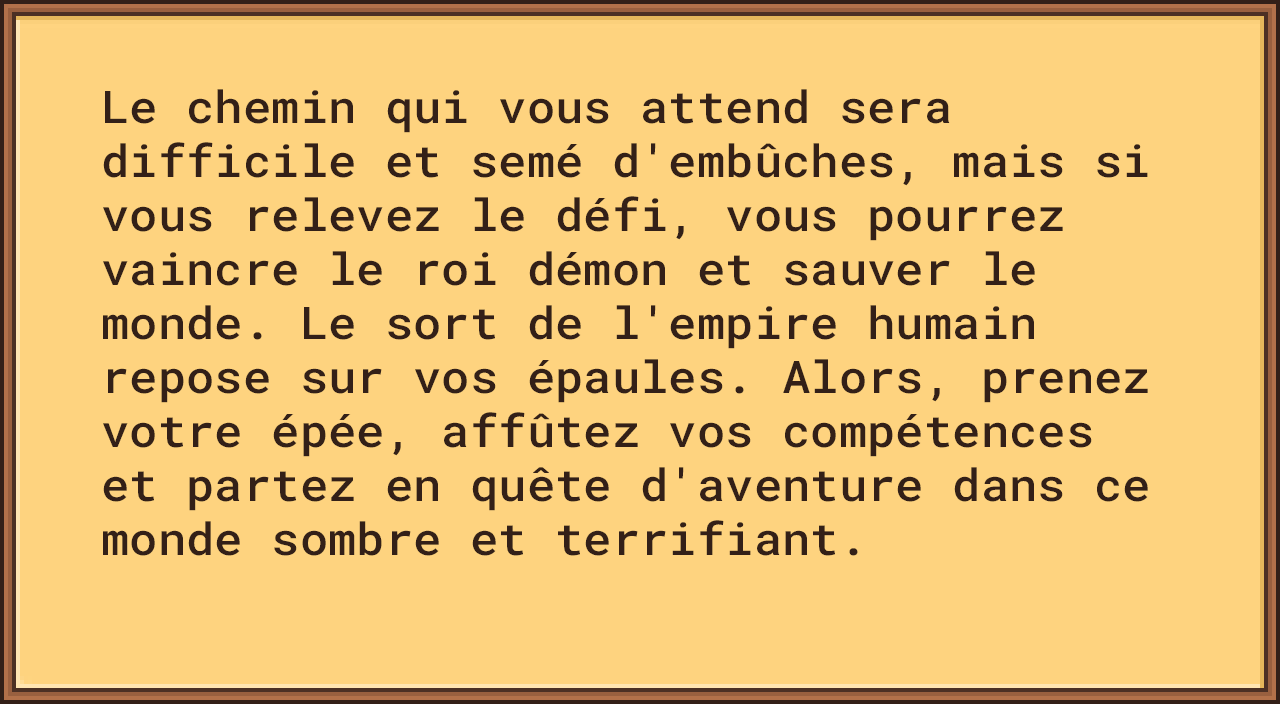 Le chemin qui vous attend sera
difficile et semé d'embûches, mais si
vous relevez le défi, vous pourrez
vaincre le roi démon et sauver le
monde. Le sort de l'empire humain
repose sur vos épaules. Alors, prenez
votre épée, affûtez vos compétences
et partez en quête d'aventure dans ce
monde sombre et terrifiant.